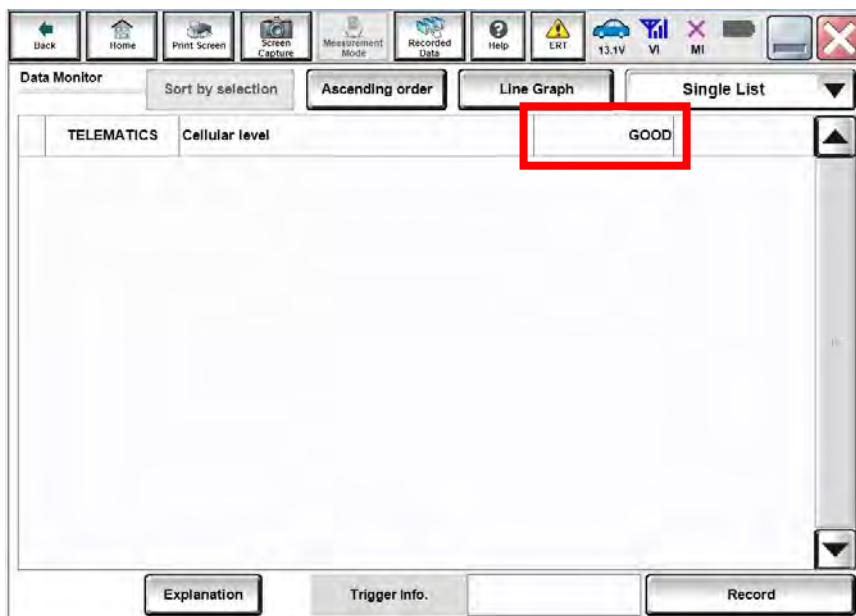 Back
Home
Print Screen
Screen Capture
Measurement Mode
Recorded Data
Help
ERT
13.1V
VI
MI
Data Monitor
Sort by selection
Ascending order
Line Graph
Single List
TELEMATICS Cellular level GOOD
Explanation
Trigger Info.
Record